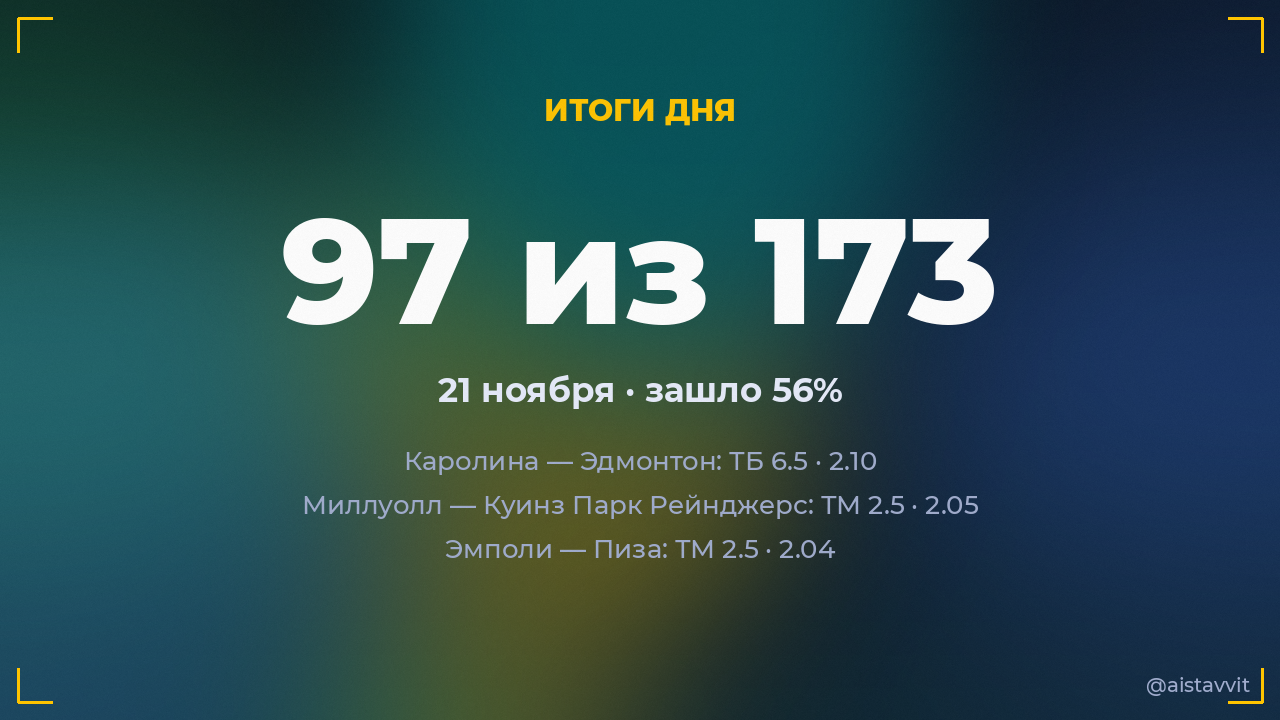 ИТОГИ ДНЯ
97 из 173
21 ноября · зашло 56%
Каролина — Эдмонтон: ТБ 6.5 · 2.10
Миллуолл — Куинз Парк Рейнджерс: ТМ 2.5 · 2.05
Эмполи — Пиза: ТМ 2.5 · 2.04
@aistavvit